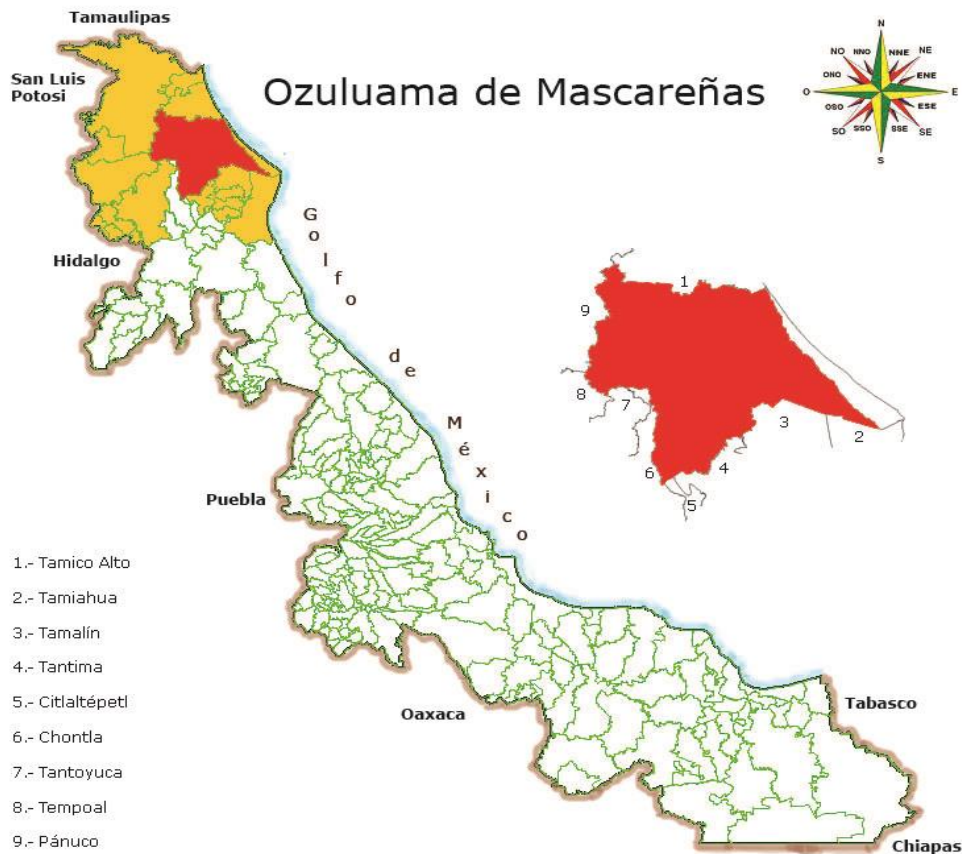 Tamaulipas
San Luis
Potosi
Ozuluama de Mascareñas
N
NNO
NNE
NO
NE
ONO
ENE
O
E
OSO
ESE
SO
SSO
SSE
SE
S
Hidalgo
Golfo
de
México
1
9
8
7
3
2
6
4
5
Puebla
1.- Tamico Alto
2.- Tamiahua
3.- Tamalín
4.- Tantima
5.- Citlaltépetl
6.- Chontla
7.- Tantoyuca
8.- Tempoal
9.- Pánuco
Oaxaca
Tabasco
Chiapas